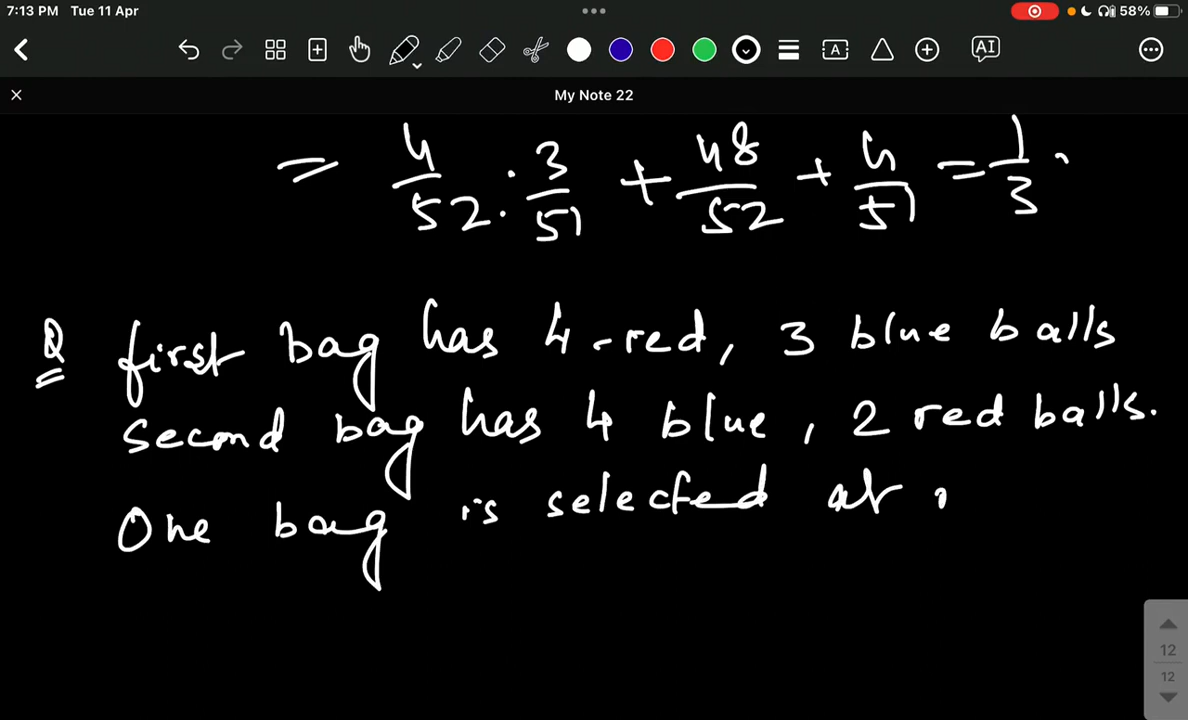 7:13 PM Tue 11 Apr
58%
A
AI
My Note 22
= 4/52 · 3/51 + 48/52 + 4/51 = 1/3 .
Q first bag has 4-red, 3 blue balls
second bag has 4 blue, 2 red balls.
One bag is selected at
12
12